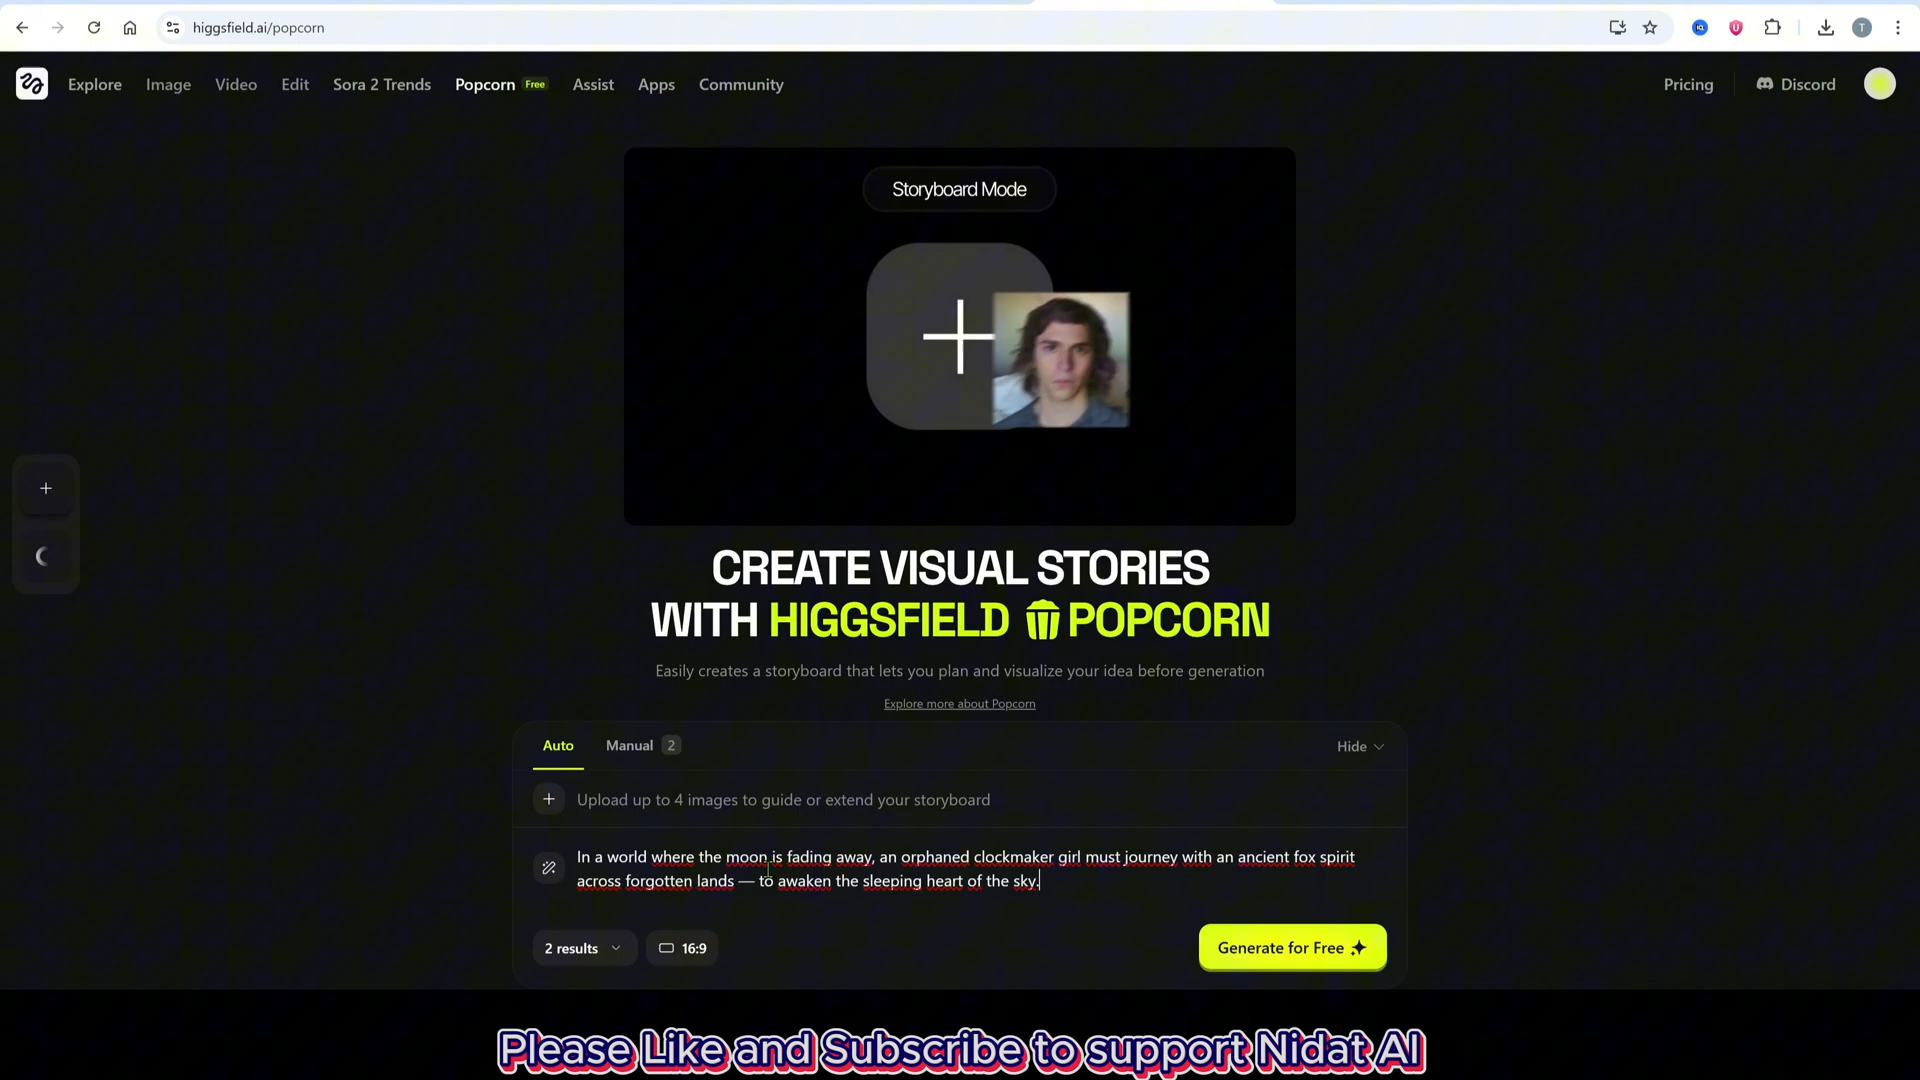 higgsfield.ai/popcorn
T
Explore
Image
Video
Edit
Sora 2 Trends
Popcorn Free
Assist
Apps
Community
Pricing
Discord
Storyboard Mode
CREATE VISUAL STORIES
WITH HIGGSFIELD POPCORN
Easily creates a storyboard that lets you plan and visualize your idea before generation
Explore more about Popcorn
Auto
Manual 2
Hide
Upload up to 4 images to guide or extend your storyboard
In a world where the moon is fading away, an orphaned clockmaker girl must journey with an ancient fox spirit
across forgotten lands — to awaken the sleeping heart of the sky.
2 results
16:9
Generate for Free
Please Like and Subscribe to support Nidat AI